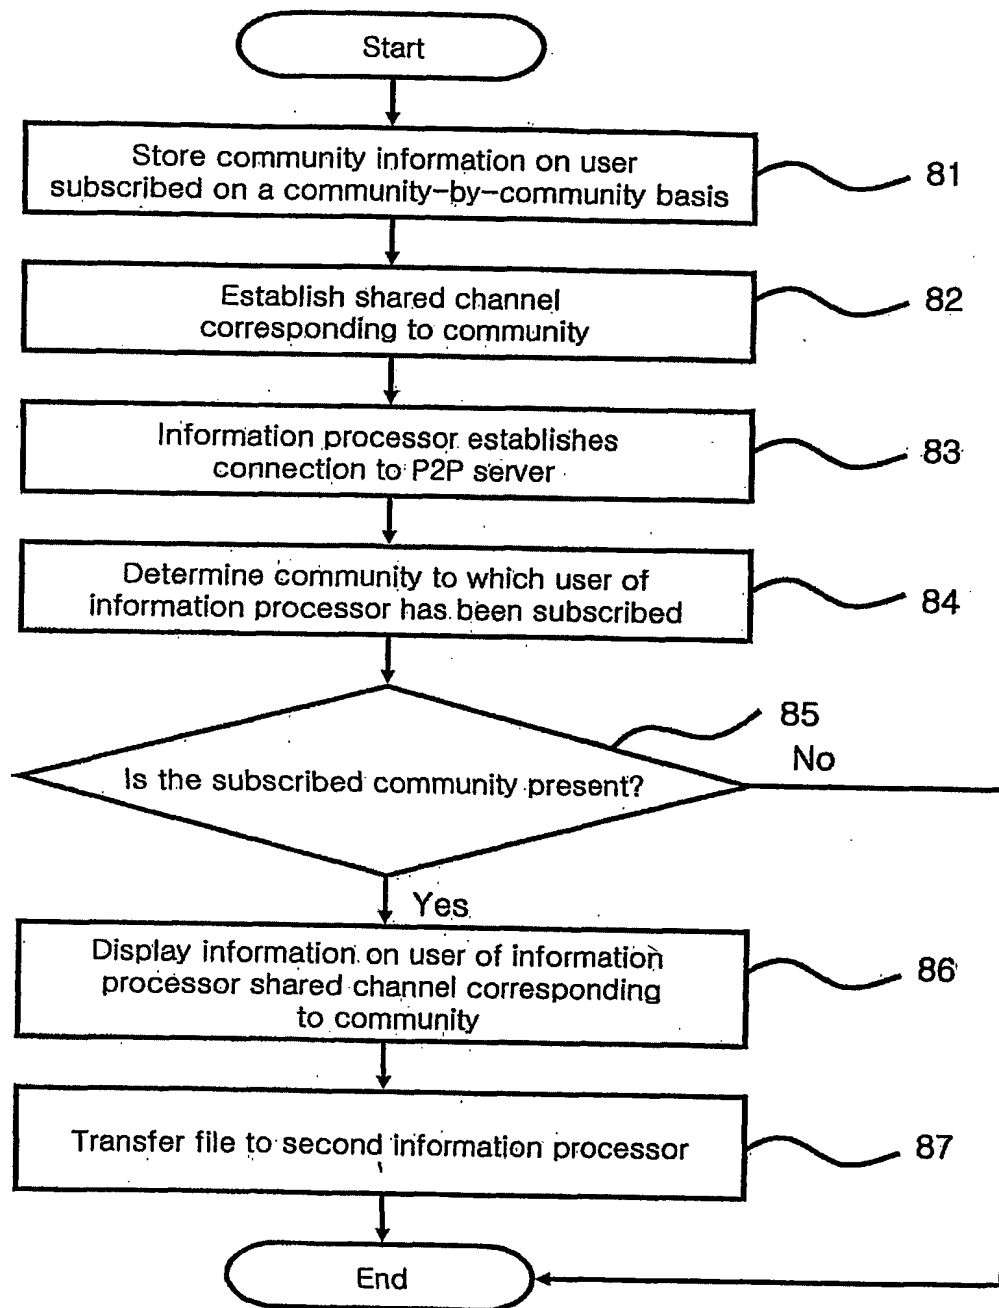 Start
Store community information on user
subscribed on a community-by-community basis
81
Establish shared channel
corresponding to community
82
Information processor establishes
connection to P2P server
83
Determine community to which user of
information processor has been subscribed
84
85
Is the subscribed community present?
No
Yes
Display information on user of information
processor shared channel corresponding
to community
86
Transfer file to second information processor
87
End